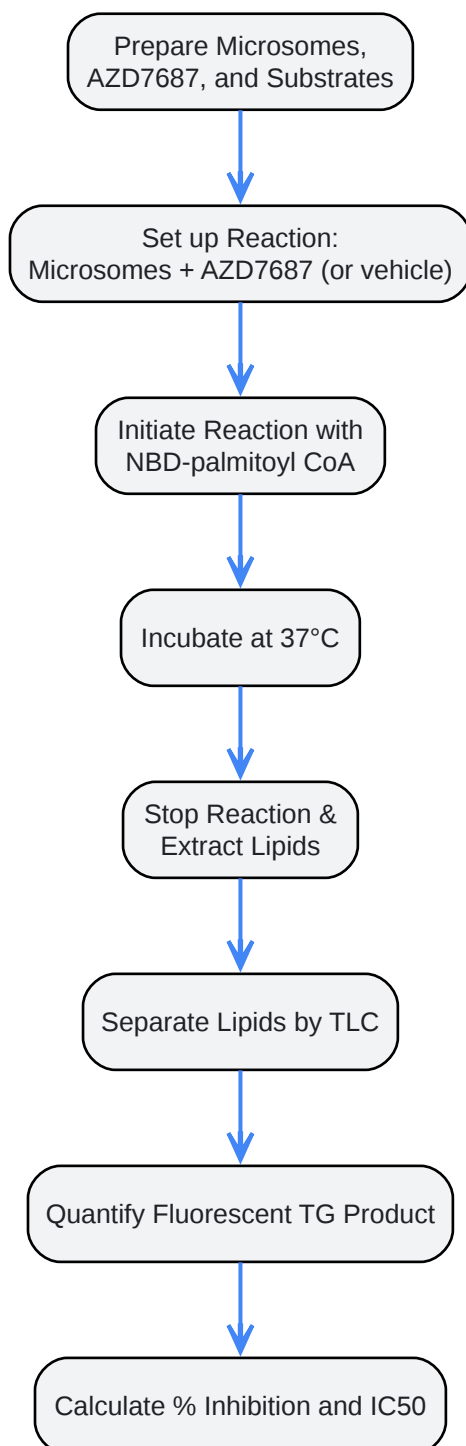 Prepare Microsomes,
AZD7687, and Substrates
Set up Reaction:
Microsomes + AZD7687 (or vehicle)
Initiate Reaction with
NBD-palmitoyl CoA
Incubate at 37°C
Stop Reaction &
Extract Lipids
Separate Lipids by TLC
Quantify Fluorescent TG Product
Calculate % Inhibition and IC50